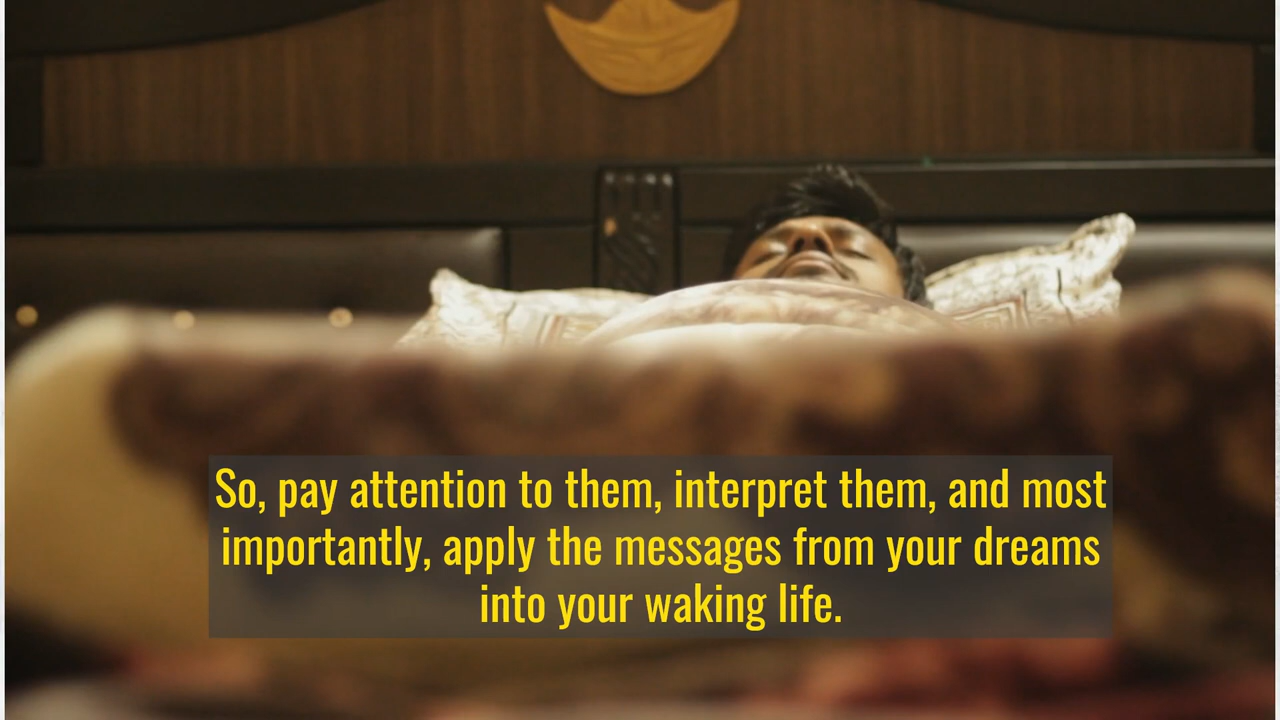 So, pay attention to them, interpret them, and most
importantly, apply the messages from your dreams
into your waking life.